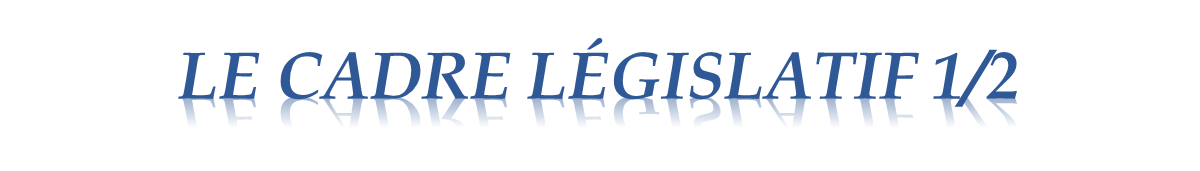 LE CADRE LÉGISLATIF 1/2